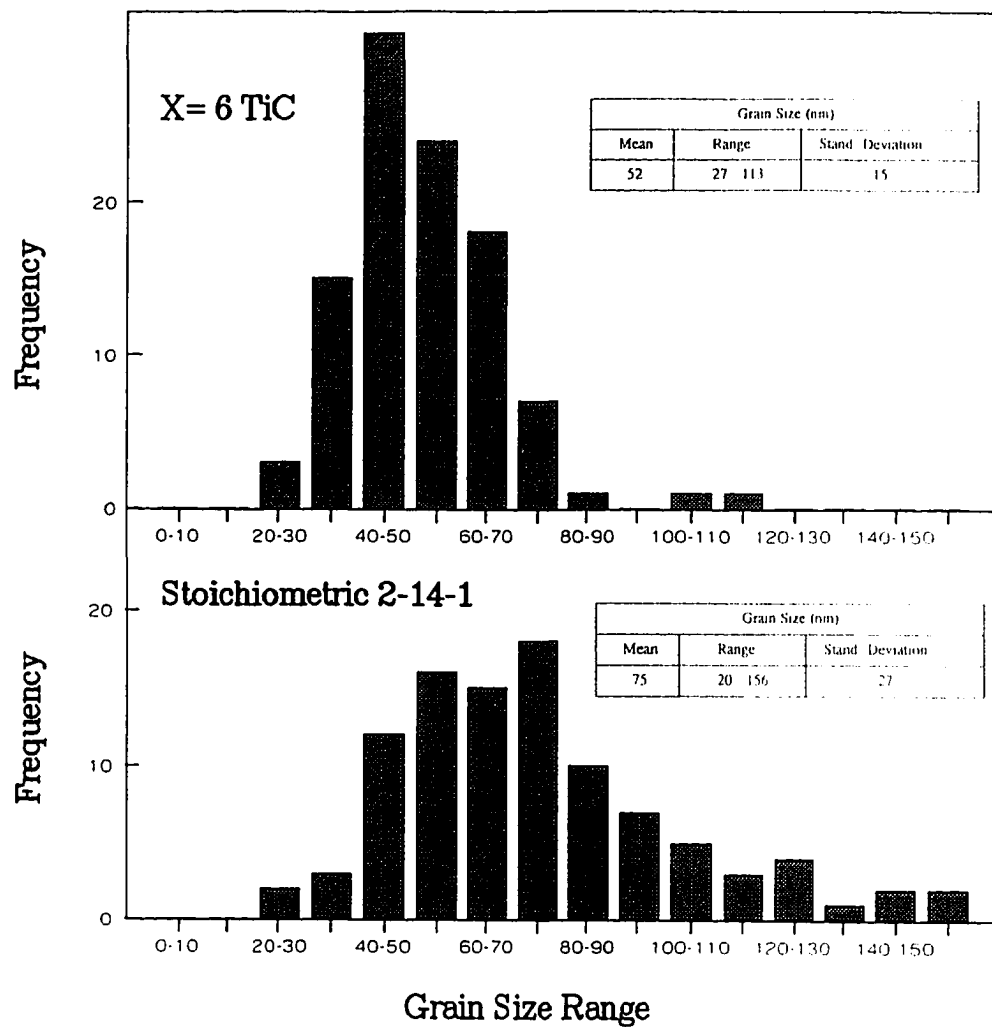 X= 6 TiC
Grain Size (nm)
Mean Range Stand Deviation
52 27 113 15
20
10
0
Frequency
0-10 20-30 40-50 60-70 80-90 100-110 120-130 140-150
Stoichiometric 2-14-1
Grain Size (nm)
Mean Range Stand Deviation
75 20 156 27
20
10
0
Frequency
0-10 20-30 40-50 60-70 80-90 100-110 120-130 140-150
Grain Size Range